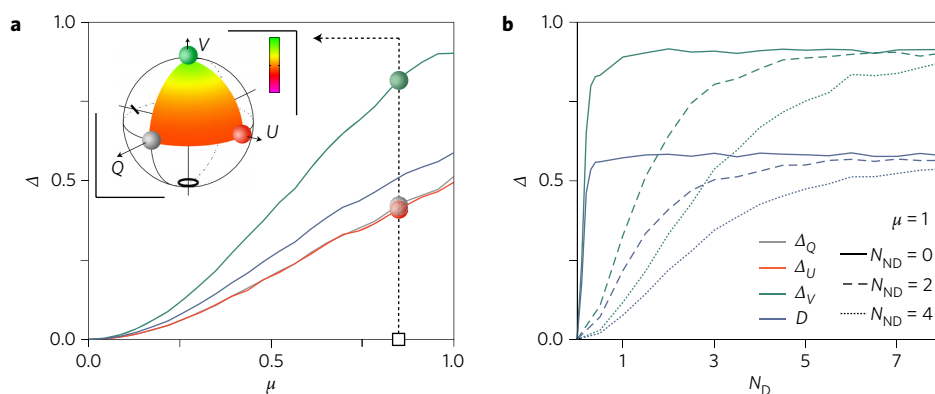 a
1.0
0.5
0.0
Δ
V
U
Q
0.0
0.5
1.0
μ
b
1.0
0.5
0.0
Δ
μ = 1
Δ_Q
Δ_U
Δ_V
D
N_ND = 0
N_ND = 2
N_ND = 4
1
3
5
7
N_D